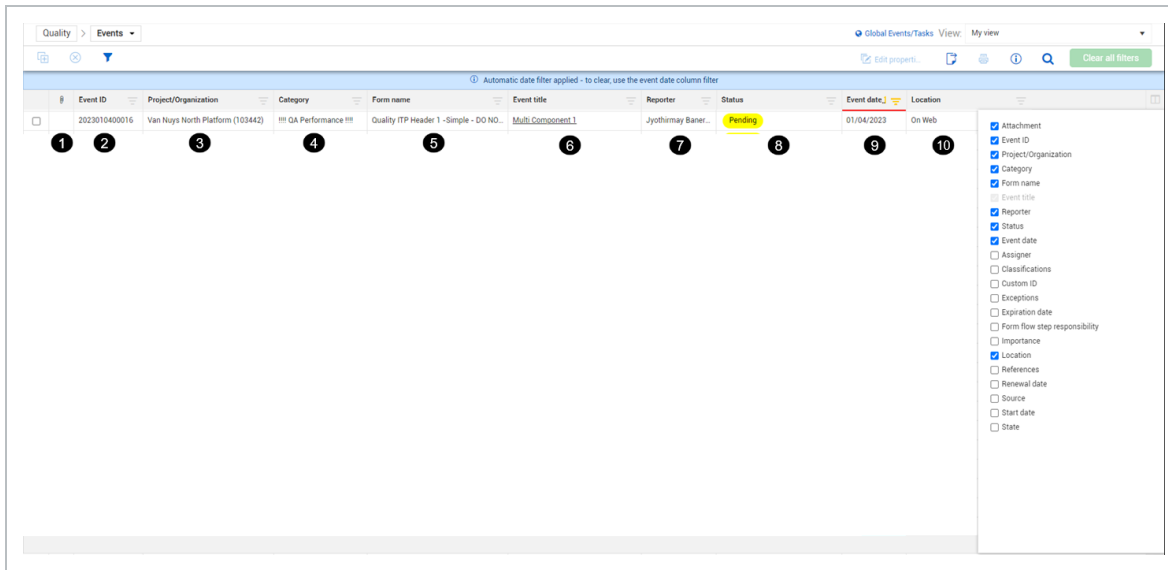 Quality > Events
Global Events/Tasks View: My view
Edit properti..
Clear all filters
Automatic date filter applied - to clear, use the event date column filter
Event ID Project/Organization Category Form name Event title Reporter Status Event date Location
2023010400016 Van Nuys North Platform (103442) !!!! QA Performance !!!! Quality ITP Header 1 -Simple - DO NO... Multi Component 1 Jyothirmay Baner... Pending 01/04/2023 On Web
1 2 3 4 5 6 7 8 9 10
Attachment
Event ID
Project/Organization
Category
Form name
Event title
Reporter
Status
Event date
Assigner
Classifications
Custom ID
Exceptions
Expiration date
Form flow step responsibility
Importance
Location
References
Renewal date
Source
Start date
State